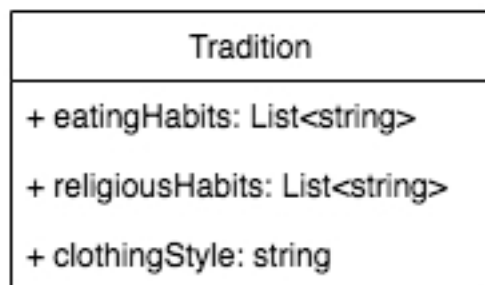 Tradition
+ eatingHabits: List<string>
+ religiousHabits: List<string>
+ clothingStyle: string